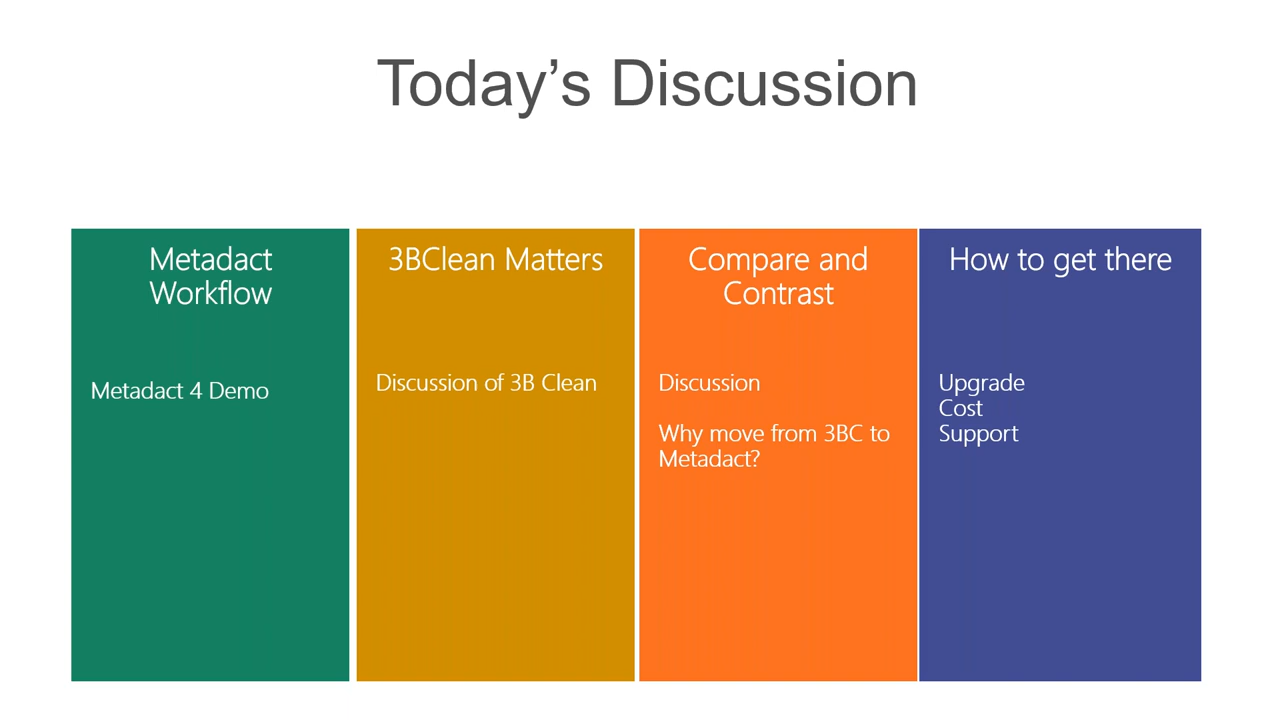 Today’s Discussion
Metadact
Workflow
Metadact 4 Demo
3BClean Matters
Discussion of 3B Clean
Compare and
Contrast
Discussion
Why move from 3BC to
Metadact?
How to get there
Upgrade
Cost
Support